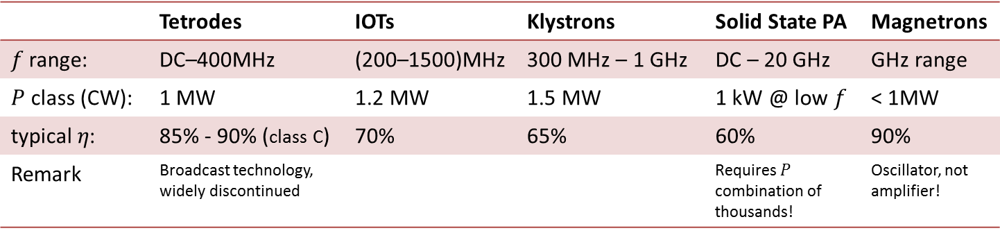 Tetrodes IOTs Klystrons Solid State PA Magnetrons
f range: DC–400MHz (200–1500)MHz 300 MHz – 1 GHz DC – 20 GHz GHz range
P class (CW): 1 MW 1.2 MW 1.5 MW 1 kW @ low f < 1MW
typical η: 85% - 90% (class C) 70% 65% 60% 90%
Remark Broadcast technology, Requires P Oscillator, not
widely discontinued combination of amplifier!
thousands!